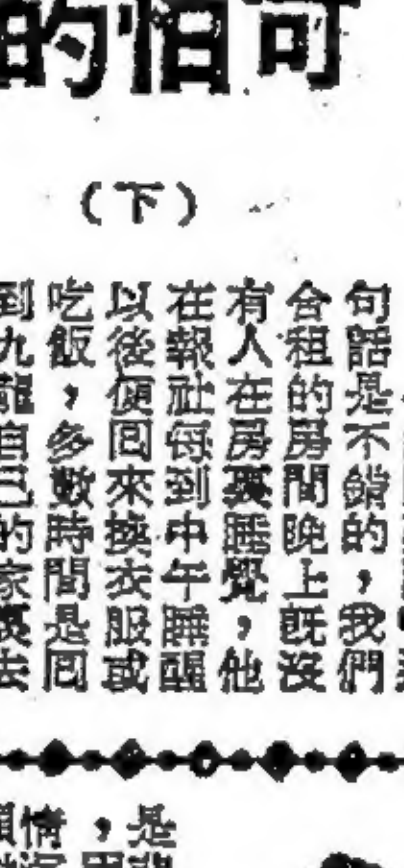 可怕的
（下）
句話是不錯的，我們
合租的房間晚上既沒
有人在房裏睡覺，他
在報社每到中午睡醒
以後便回來換衣服或
吃飯，多數時間是回
到九龍自己的家裏去
是
情，